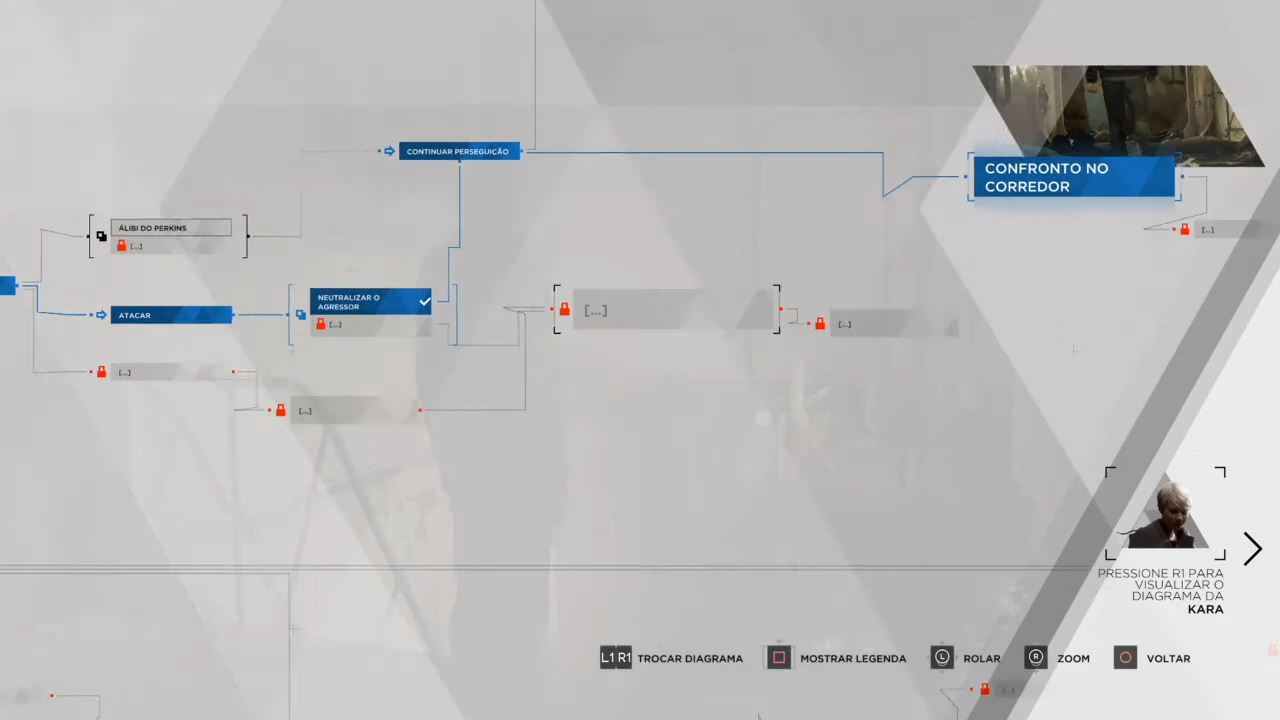 CONTINUAR PERSEGUIÇÃO
CONFRONTO NO
CORREDOR
ÁLIBI DO PERKINS
[...]
[...]
NEUTRALIZAR O
AGRESSOR
[...]
ATACAR
[...]
[...]
[...]
[...]
PRESSIONE R1 PARA
VISUALIZAR O
DIAGRAMA DA
KARA
L1 R1 TROCAR DIAGRAMA
MOSTRAR LEGENDA
L ROLAR
R ZOOM
VOLTAR
[...]